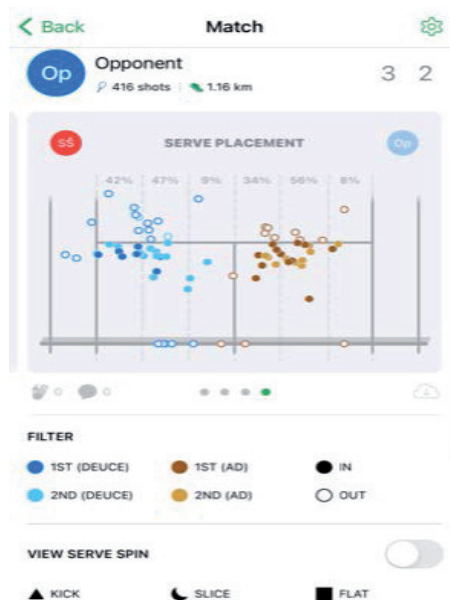 Back Match
Op Opponent 3 2
416 shots 1.16 km
SŠ SERVE PLACEMENT Op
42% 47% 9% 34% 56% 8%
0 0
FILTER
1ST (DEUCE) 1ST (AD) IN
2ND (DEUCE) 2ND (AD) OUT
VIEW SERVE SPIN
KICK SLICE FLAT